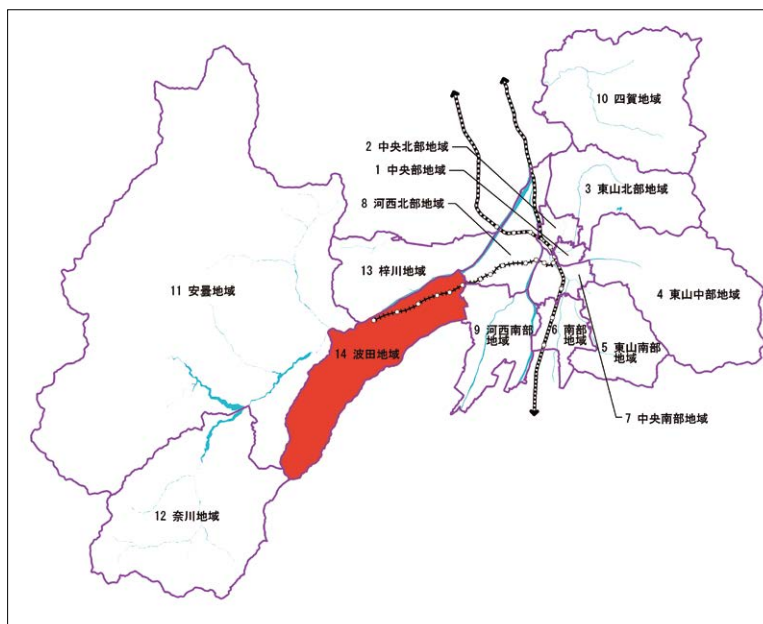 10 四賀地域
2 中央北部地域
1 中央部地域
3 東山北部地域
8 河西北部地域
13 梓川地域
4 東山中部地域
11 安曇地域
9 河西南部
地域
6 南部
地域
5 東山南部
地域
14 波田地域
7 中央南部地域
12 奈川地域